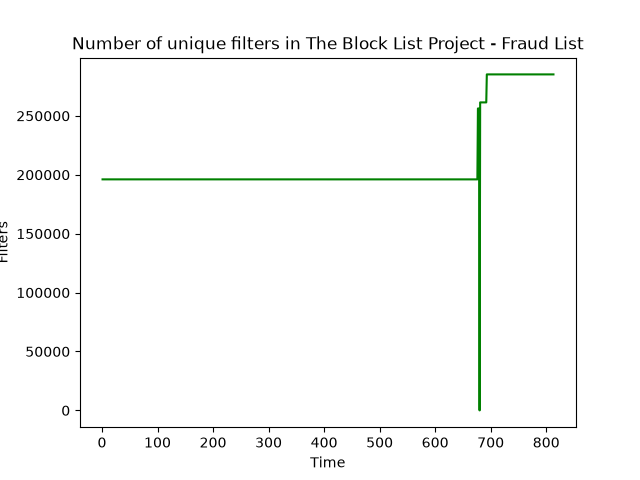 Number of unique filters in The Block List Project - Fraud List
Filters
250000
200000
150000
100000
50000
0
0 100 200 300 400 500 600 700 800
Time